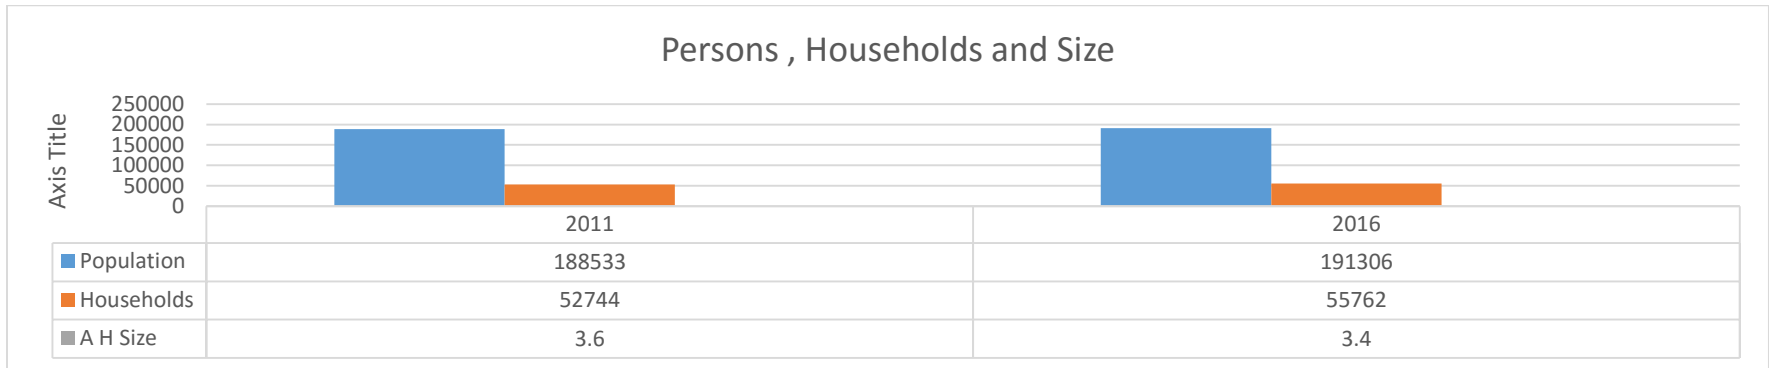 Persons , Households and Size
Axis Title
250000
200000
150000
100000
50000
0
2011 2016
Population 188533 191306
Households 52744 55762
A H Size 3.6 3.4